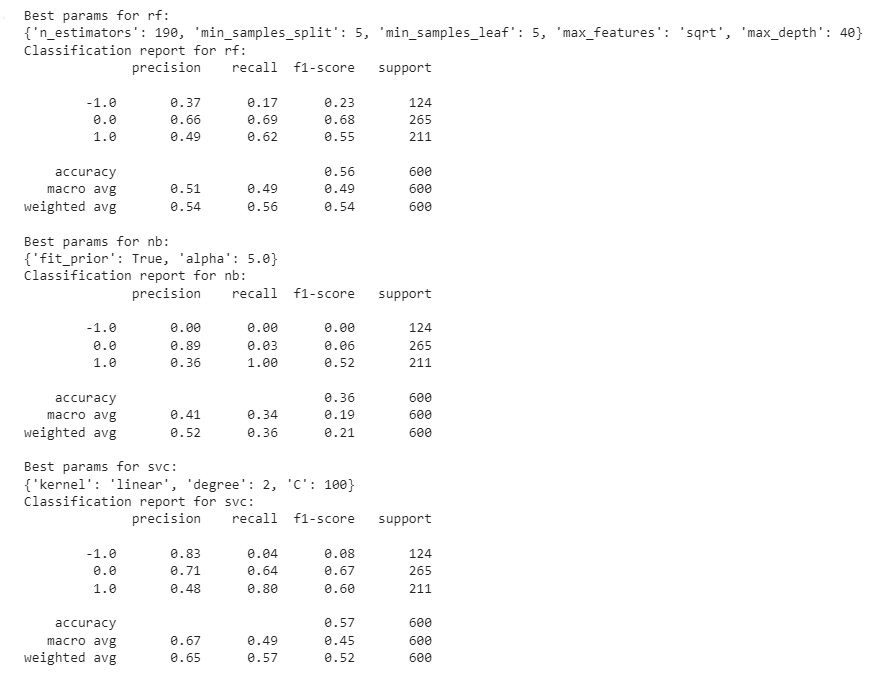 Best params for rf:
{'n_estimators': 190, 'min_samples_split': 5, 'min_samples_leaf': 5, 'max_features': 'sqrt', 'max_depth': 40}
Classification report for rf:
              precision    recall  f1-score   support

        -1.0       0.37      0.17      0.23       124
         0.0       0.66      0.69      0.68       265
         1.0       0.49      0.62      0.55       211

    accuracy                           0.56       600
   macro avg       0.51      0.49      0.49       600
weighted avg       0.54      0.56      0.54       600

Best params for nb:
{'fit_prior': True, 'alpha': 5.0}
Classification report for nb:
              precision    recall  f1-score   support

        -1.0       0.00      0.00      0.00       124
         0.0       0.89      0.03      0.06       265
         1.0       0.36      1.00      0.52       211

    accuracy                           0.36       600
   macro avg       0.41      0.34      0.19       600
weighted avg       0.52      0.36      0.21       600

Best params for svc:
{'kernel': 'linear', 'degree': 2, 'C': 100}
Classification report for svc:
              precision    recall  f1-score   support

        -1.0       0.83      0.04      0.08       124
         0.0       0.71      0.64      0.67       265
         1.0       0.48      0.80      0.60       211

    accuracy                           0.57       600
   macro avg       0.67      0.49      0.45       600
weighted avg       0.65      0.57      0.52       600